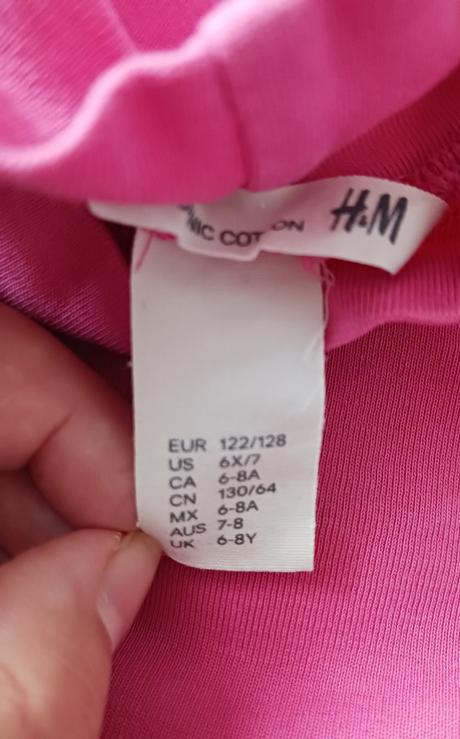 H&M
COTTON
EUR 122/128
US 6X/7
CA 6-8A
CN 130/64
MX 6-8A
AUS 7-8
UK 6-8Y